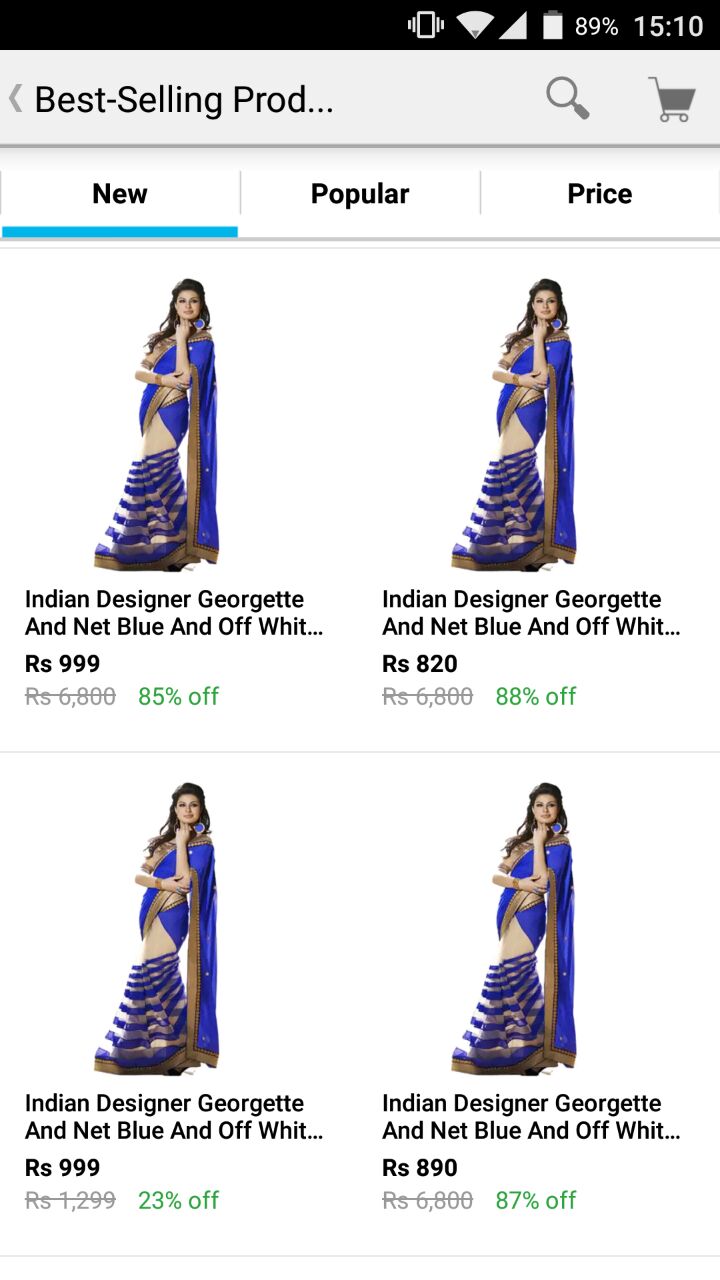 89% 15:10
Best-Selling Prod...
New Popular Price
Indian Designer Georgette
And Net Blue And Off Whit...
Rs 999
Rs 6,800 85% off
Indian Designer Georgette
And Net Blue And Off Whit...
Rs 820
Rs 6,800 88% off
Indian Designer Georgette
And Net Blue And Off Whit...
Rs 999
Rs 1,299 23% off
Indian Designer Georgette
And Net Blue And Off Whit...
Rs 890
Rs 6,800 87% off